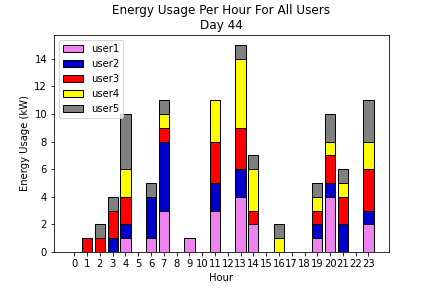 Energy Usage Per Hour For All Users
Day 44
user1
user2
user3
user4
user5
Energy Usage (kW)
14
12
10
8
6
4
2
0
0 1 2 3 4 5 6 7 8 9 10 11 12 13 14 15 16 17 18 19 20 21 22 23
Hour